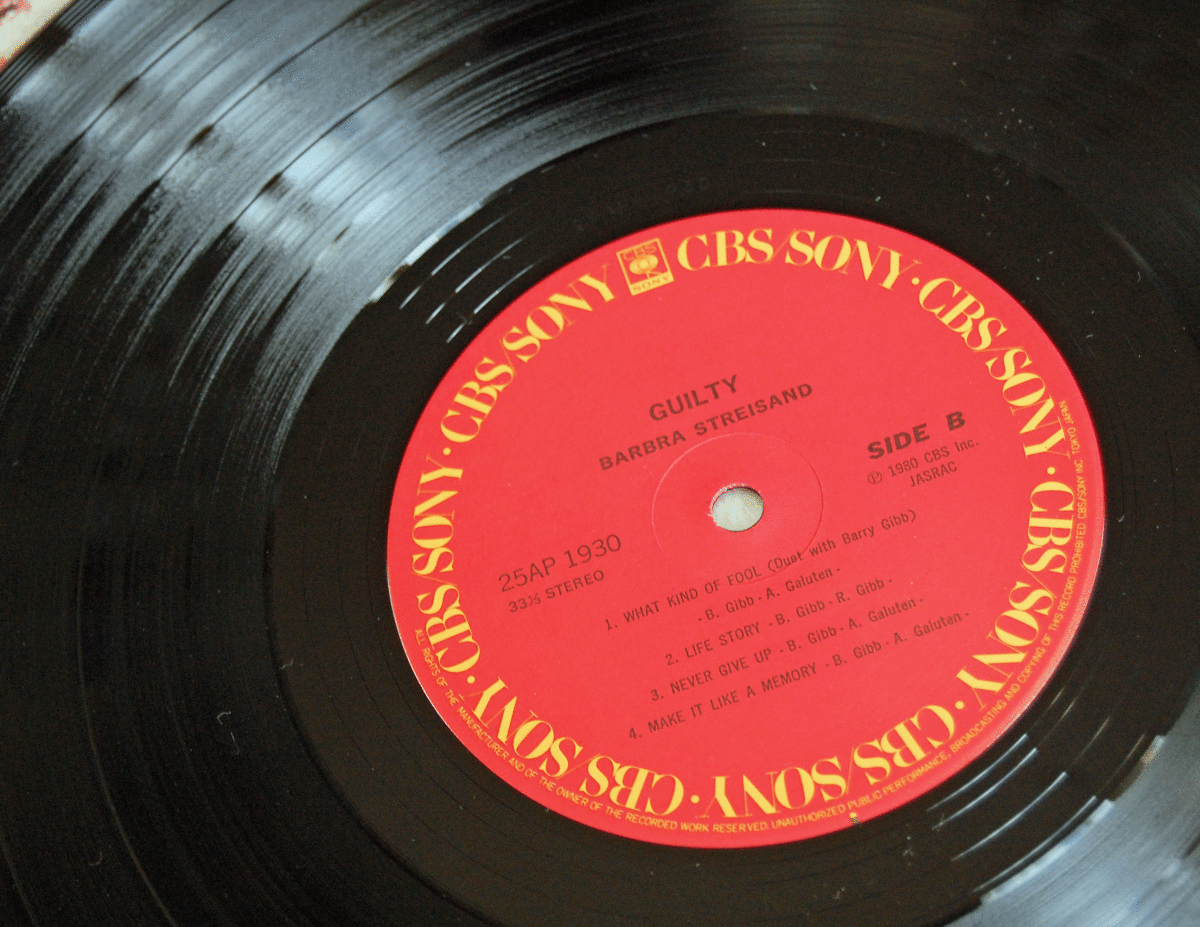 CBS
SONY
CBS/SONY · CBS/SONY · CBS/SONY · CBS/SONY · CBS/SONY · CBS/SONY · CBS/SONY · CBS/SONY
GUILTY
BARBRA STREISAND
SIDE B
℗ 1980 CBS Inc.
JASRAC
25AP 1930
33⅓ STEREO
1. WHAT KIND OF FOOL (Duet with Barry Gibb)
- B. Gibb - A. Galuten -
2. LIFE STORY - B. Gibb - R. Gibb -
3. NEVER GIVE UP - B. Gibb - A. Galuten -
4. MAKE IT LIKE A MEMORY - B. Gibb - A. Galuten -
ALL RIGHTS OF THE MANUFACTURER AND OF THE OWNER OF THE RECORDED WORK RESERVED. UNAUTHORIZED PUBLIC PERFORMANCE, BROADCASTING AND COPYING OF THIS RECORD PROHIBITED. CBS/SONY INC. TOKYO JAPAN